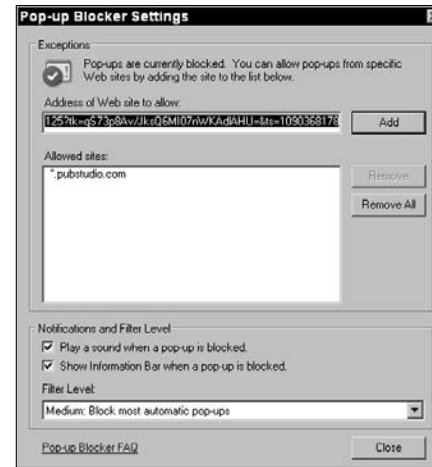 Pop-up Blocker Settings
Exceptions
Pop-ups are currently blocked. You can allow pop-ups from specific
Web sites by adding the site to the list below.
Address of Web site to allow:
Add
Allowed sites:
*.pubstudio.com
Remove
Remove All
Notifications and Filter Level
Play a sound when a pop-up is blocked.
Show Information Bar when a pop-up is blocked.
Filter Level:
Medium: Block most automatic pop-ups
Pop-up Blocker FAQ
Close